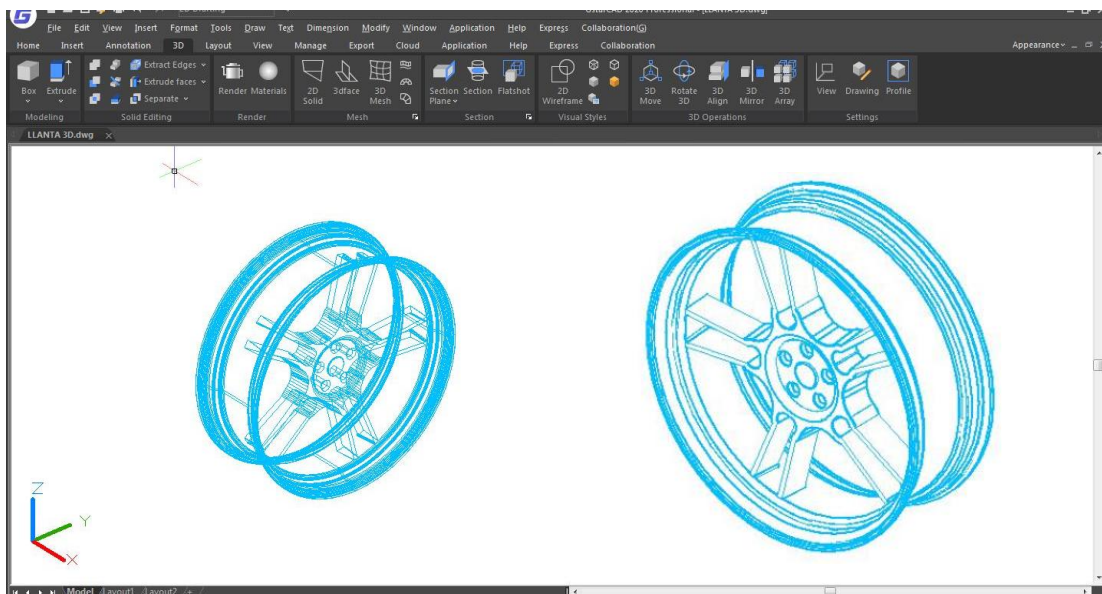 G
File Edit View Insert Format Tools Draw Text Dimension Modify Window Application Help Express Collaboration(G)
Home Insert Annotation 3D Layout View Manage Export Cloud Application Help Express Collaboration Appearance
Extract Edges
Extrude faces
Separate
Box Extrude Render Materials 2D Solid 3dface 3D Mesh Section Plane Section Flatshot 2D Wireframe 3D Move Rotate 3D 3D Align 3D Mirror 3D Array View Drawing Profile
Modeling Solid Editing Render Mesh Section Visual Styles 3D Operations Settings
LLANTA 3D.dwg
Z
Y
X
Model Layout1 Layout2 +